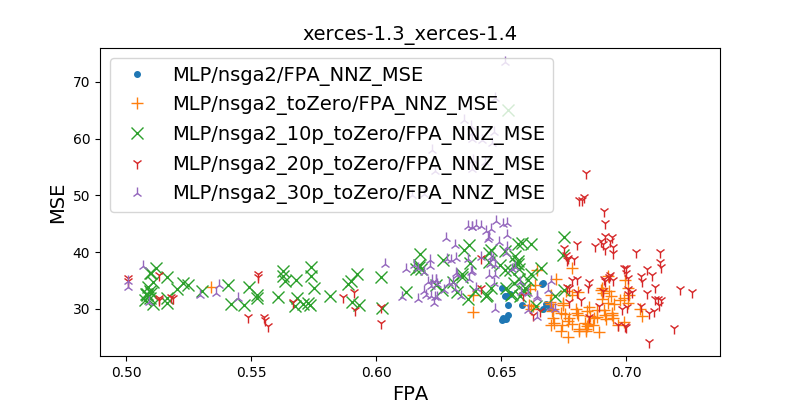 xerces-1.3_xerces-1.4
MLP/nsga2/FPA_NNZ_MSE
MLP/nsga2_toZero/FPA_NNZ_MSE
MLP/nsga2_10p_toZero/FPA_NNZ_MSE
MLP/nsga2_20p_toZero/FPA_NNZ_MSE
MLP/nsga2_30p_toZero/FPA_NNZ_MSE
MSE
70
60
50
40
30
0.50 0.55 0.60 0.65 0.70
FPA